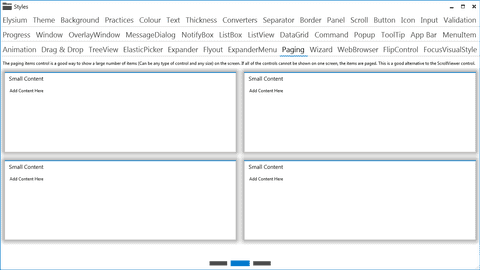 Styles
Elysium Theme Background Practices Colour Text Thickness Converters Separator Border Panel Scroll Button Icon Input Validation
Progress Window OverlayWindow MessageDialog NotifyBox ListBox ListView DataGrid Command Popup ToolTip App Bar MenuItem
Animation Drag & Drop TreeView ElasticPicker Expander Flyout ExpanderMenu Paging Wizard WebBrowser FlipControl FocusVisualStyle
The paging items control is a good way to show a large number of items (Can be any type of control and any size) on the screen. If all of the controls cannot be shown on one screen, the items are paged. This is a good alternative to the ScrollViewer control.
Small Content
Add Content Here
Small Content
Add Content Here
Small Content
Add Content Here
Small Content
Add Content Here